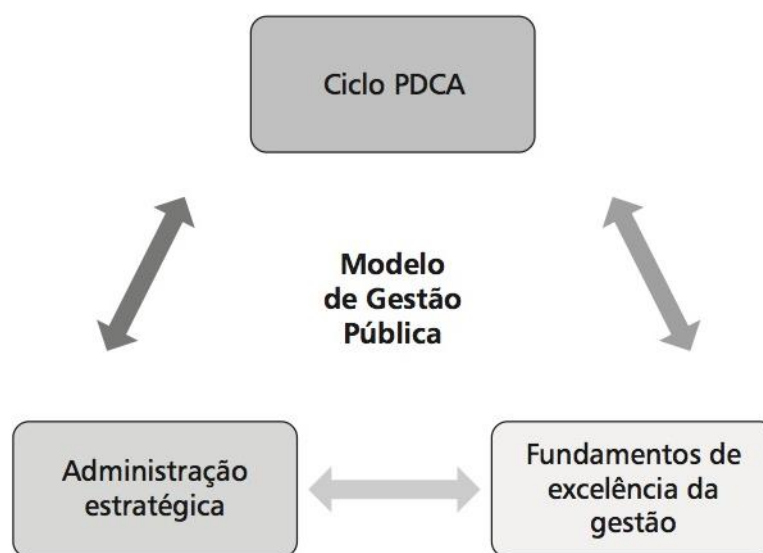 Ciclo PDCA
Modelo
de Gestão
Pública
Administração
estratégica
Fundamentos de
excelência da
gestão